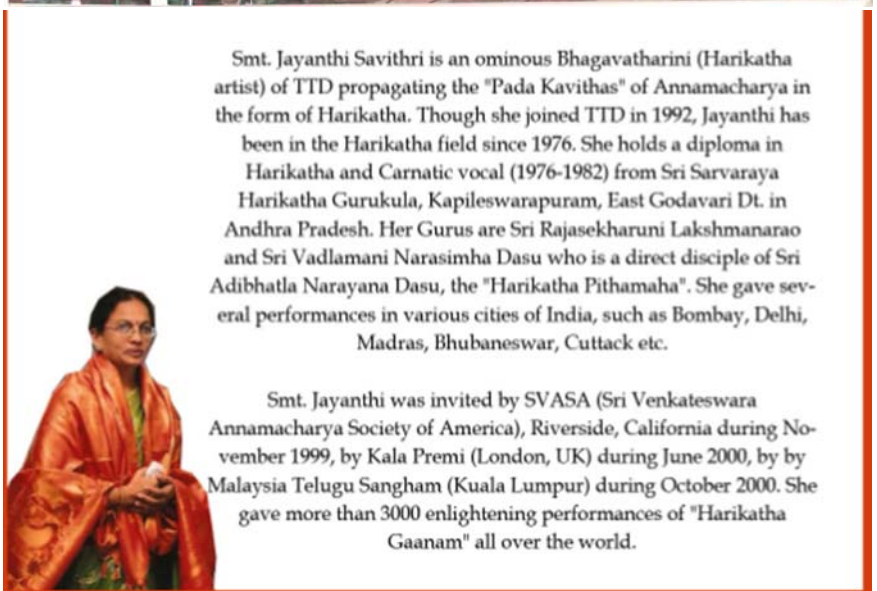 Smt. Jayanthi Savithri is an ominous Bhagavatharini (Harikatha
artist) of TTD propagating the "Pada Kavithas" of Annamacharya in
the form of Harikatha. Though she joined TTD in 1992, Jayanthi has
been in the Harikatha field since 1976. She holds a diploma in
Harikatha and Carnatic vocal (1976-1982) from Sri Sarvaraya
Harikatha Gurukula, Kapileswarapuram, East Godavari Dt. in
Andhra Pradesh. Her Gurus are Sri Rajasekharuni Lakshmanarao
and Sri Vadlamani Narasimha Dasu who is a direct disciple of Sri
Adibhatla Narayana Dasu, the "Harikatha Pithamaha". She gave sev-
eral performances in various cities of India, such as Bombay, Delhi,
Madras, Bhubaneswar, Cuttack etc.
Smt. Jayanthi was invited by SVASA (Sri Venkateswara
Annamacharya Society of America), Riverside, California during No-
vember 1999, by Kala Premi (London, UK) during June 2000, by by
Malaysia Telugu Sangham (Kuala Lumpur) during October 2000. She
gave more than 3000 enlightening performances of "Harikatha
Gaanam" all over the world.